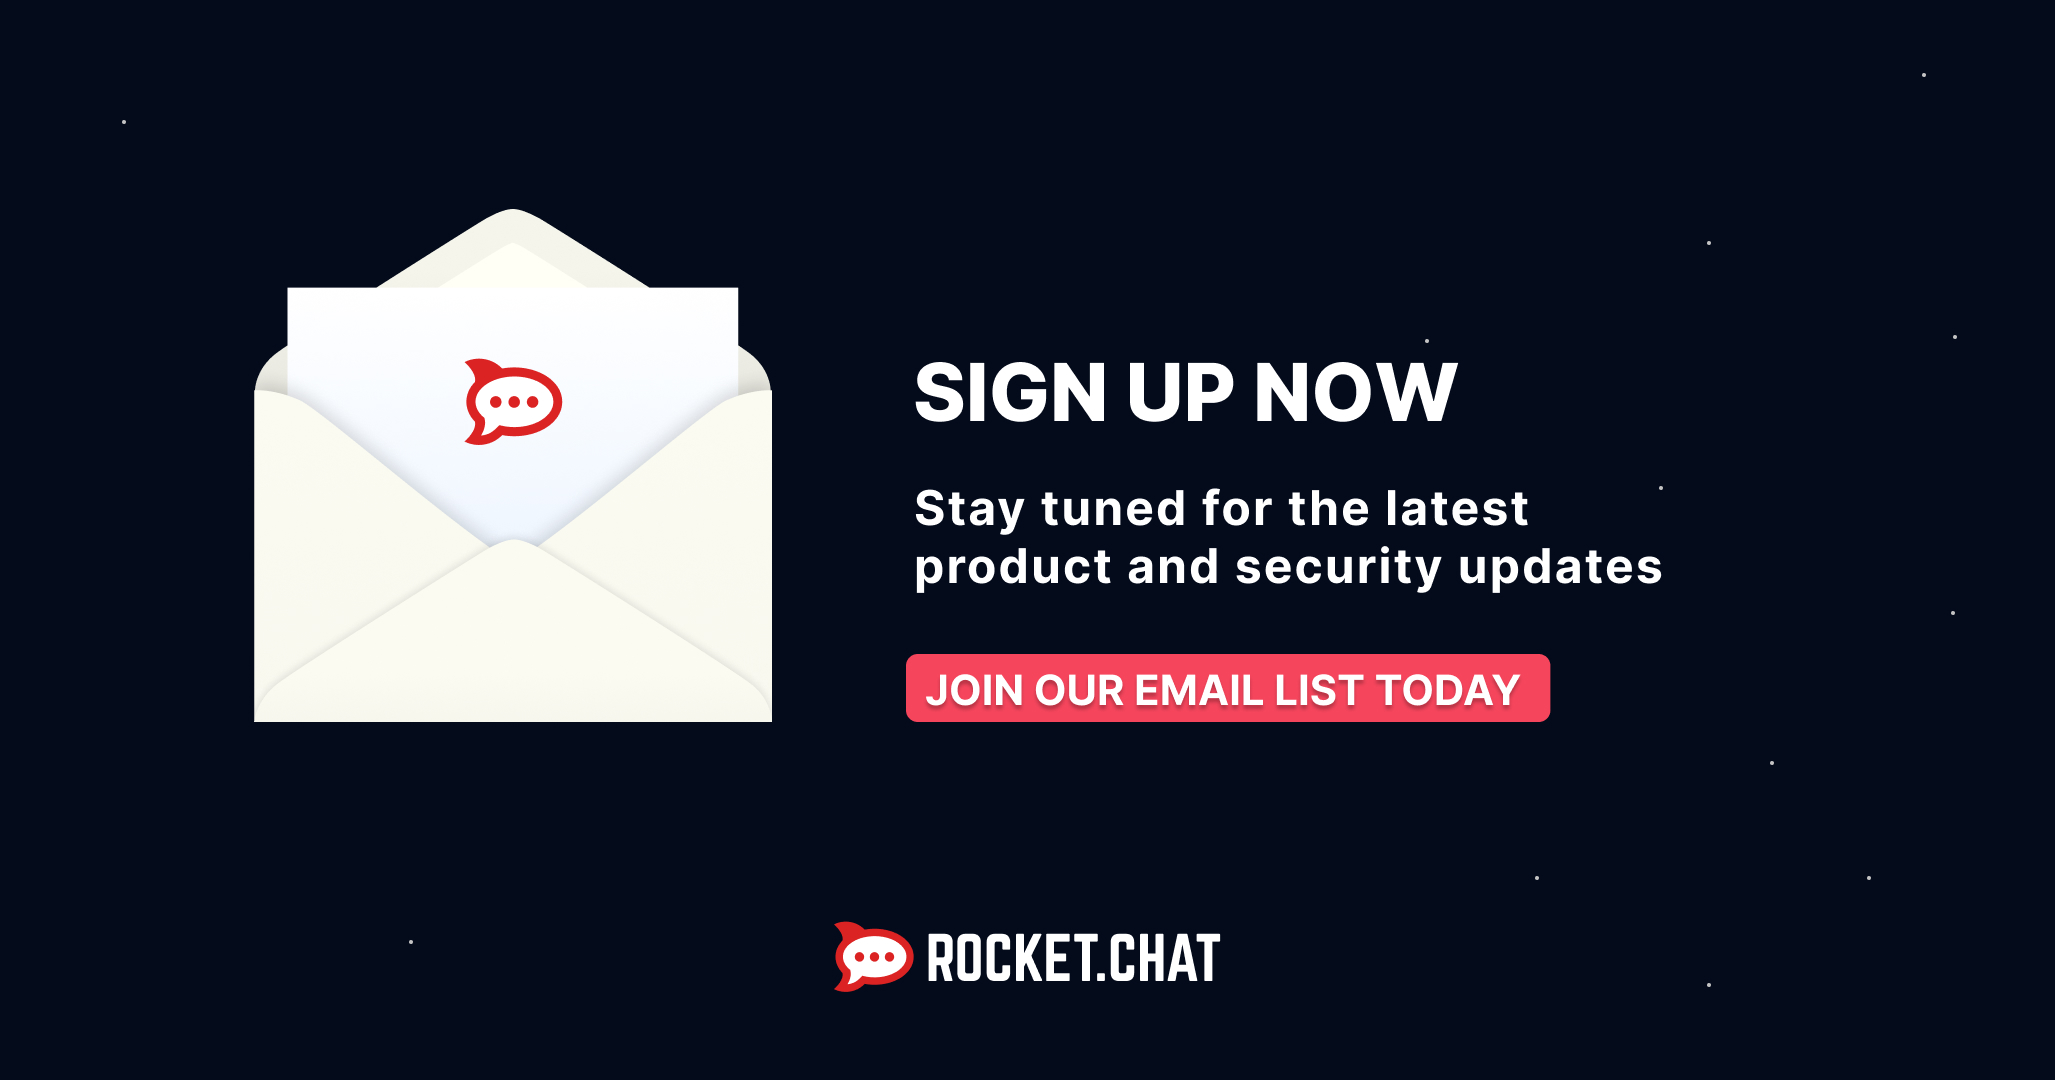 SIGN UP NOW
Stay tuned for the latest
product and security updates
JOIN OUR EMAIL LIST TODAY
ROCKET.CHAT